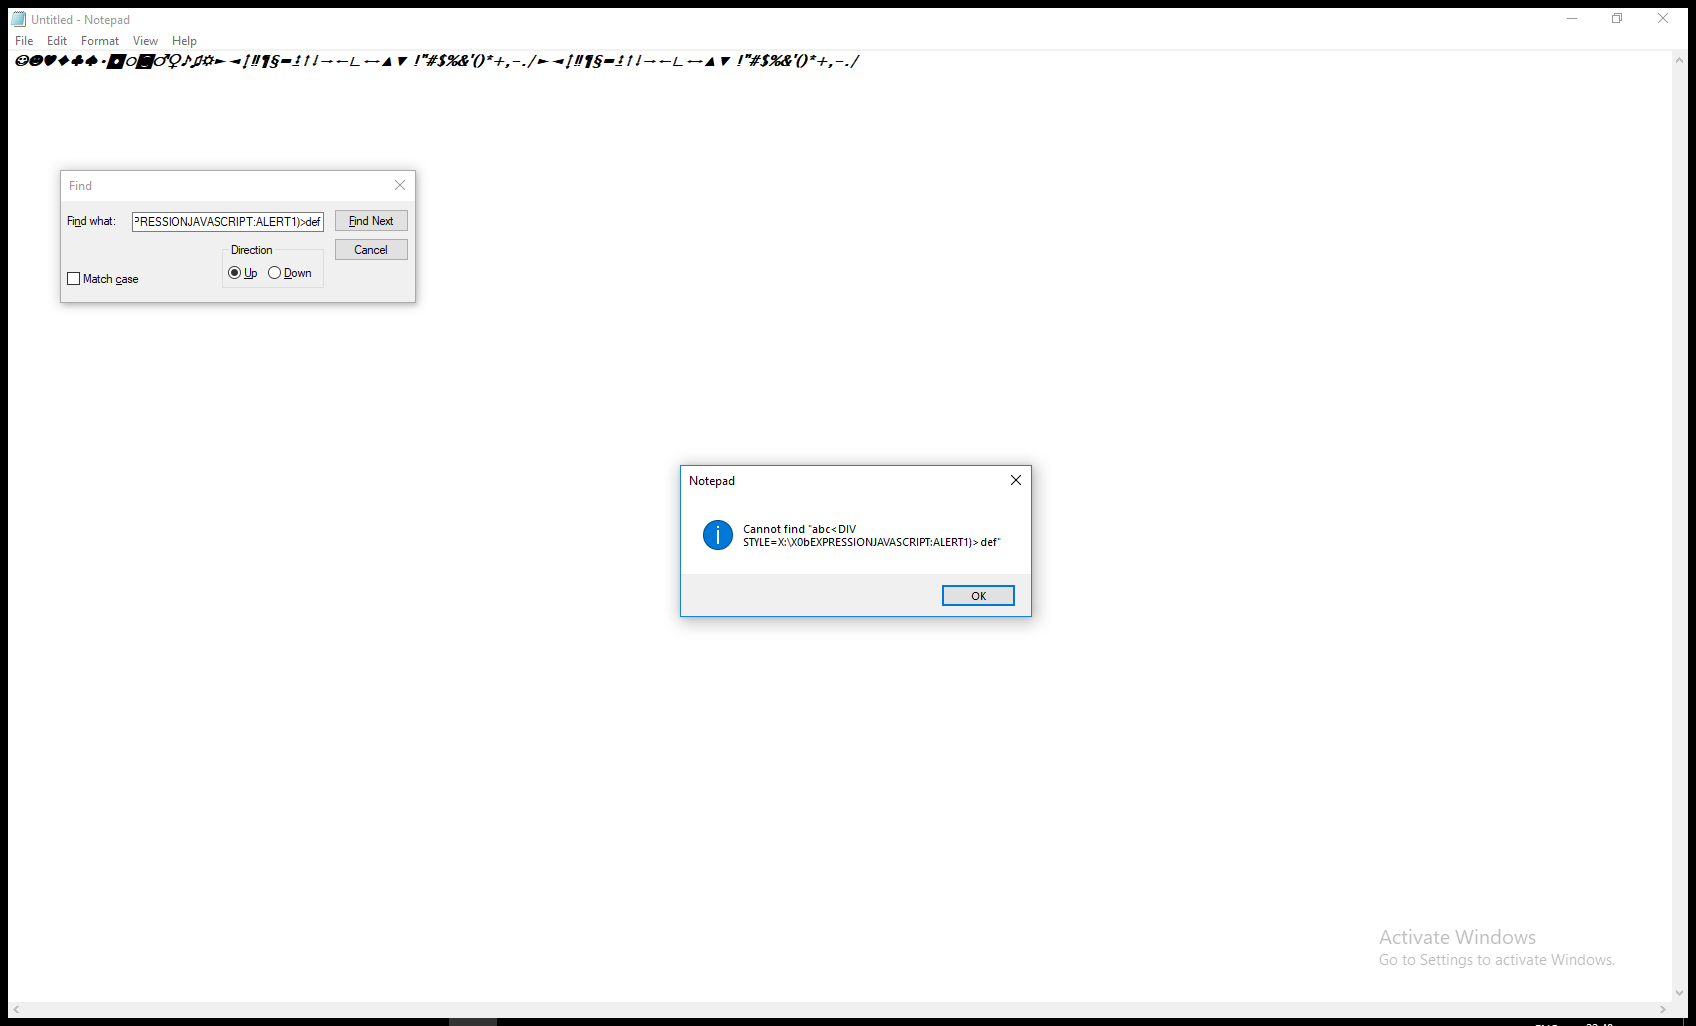 Untitled - Notepad
File Edit Format View Help
☺☻♥♦♣♠•◘○◙♂♀♪♫☼►◄↕‼¶§▬↨↑↓→←∟↔▲▼ !"#$%&'()*+,-./►◄↕‼¶§▬↨↑↓→←∟↔▲▼ !"#$%&'()*+,-./
Find
Find what: PRESSIONJAVASCRIPT:ALERT1)>def Find Next
Direction Cancel
Up Down
Match case
Notepad
Cannot find "abc<DIV
STYLE=X:\X0bEXPRESSIONJAVASCRIPT:ALERT1)> def"
OK
Activate Windows
Go to Settings to activate Windows.